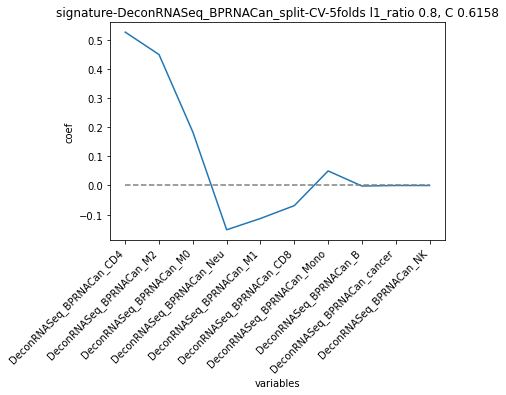 signature-DeconRNASeq_BPRNACan_split-CV-5folds l1_ratio 0.8, C 0.6158
0.5
0.4
0.3
0.2
0.1
0.0
−0.1
coef
DeconRNASeq_BPRNACan_CD4
DeconRNASeq_BPRNACan_M2
DeconRNASeq_BPRNACan_M0
DeconRNASeq_BPRNACan_Neu
DeconRNASeq_BPRNACan_M1
DeconRNASeq_BPRNACan_CD8
DeconRNASeq_BPRNACan_Mono
DeconRNASeq_BPRNACan_B
DeconRNASeq_BPRNACan_cancer
DeconRNASeq_BPRNACan_NK
variables